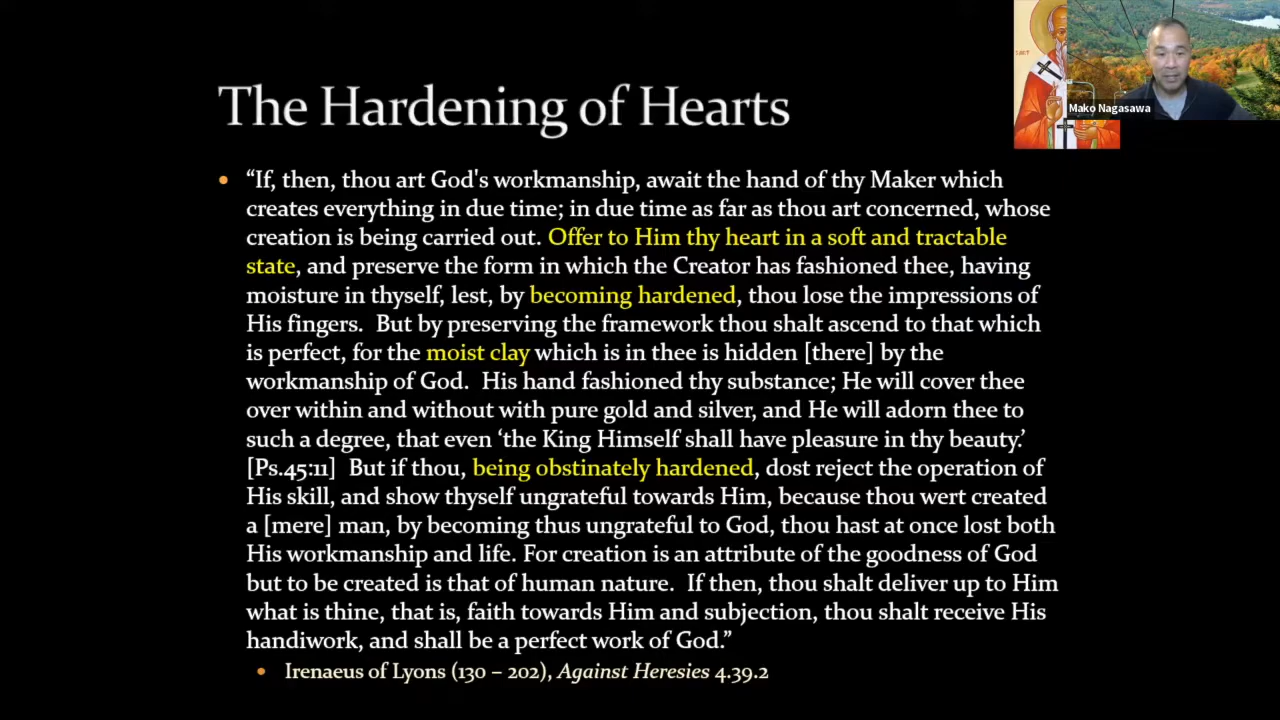 The Hardening of Hearts
Mako Nagasawa
• “If, then, thou art God's workmanship, await the hand of thy Maker which
creates everything in due time; in due time as far as thou art concerned, whose
creation is being carried out. Offer to Him thy heart in a soft and tractable
state, and preserve the form in which the Creator has fashioned thee, having
moisture in thyself, lest, by becoming hardened, thou lose the impressions of
His fingers.  But by preserving the framework thou shalt ascend to that which
is perfect, for the moist clay which is in thee is hidden [there] by the
workmanship of God.  His hand fashioned thy substance; He will cover thee
over within and without with pure gold and silver, and He will adorn thee to
such a degree, that even ‘the King Himself shall have pleasure in thy beauty.’
[Ps.45:11]  But if thou, being obstinately hardened, dost reject the operation of
His skill, and show thyself ungrateful towards Him, because thou wert created
a [mere] man, by becoming thus ungrateful to God, thou hast at once lost both
His workmanship and life. For creation is an attribute of the goodness of God
but to be created is that of human nature.  If then, thou shalt deliver up to Him
what is thine, that is, faith towards Him and subjection, thou shalt receive His
handiwork, and shall be a perfect work of God.”
• Irenaeus of Lyons (130 – 202), Against Heresies 4.39.2